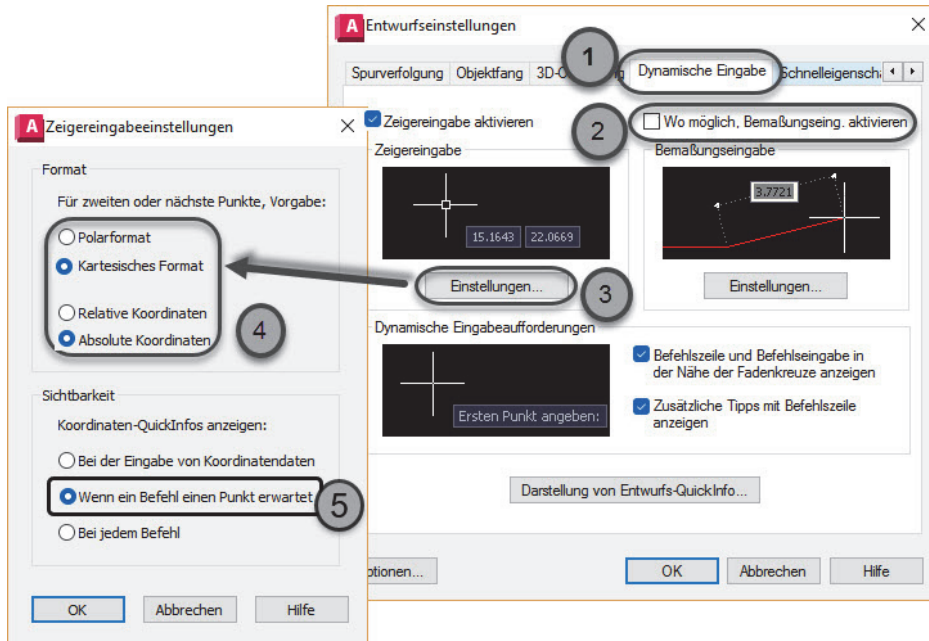 A Entwurfseinstellungen
1
Spurverfolgung Objektfang Dynamische Eingabe
Zeigereingabe aktivieren
2
Wo möglich, Bemaßungseing. aktivieren
Zeigereingabe
15.1643 22.0669
Einstellungen...
3
Bemaßungseingabe
3.7721
Einstellungen...
Dynamische Eingabeaufforderungen
Ersten Punkt angeben:
Befehlszeile und Befehlseingabe in
der Nähe der Fadenkreuze anzeigen
Zusätzliche Tipps mit Befehlszeile
anzeigen
Darstellung von Entwurfs-QuickInfo...
OK Abbrechen Hilfe
A Zeigereingabeeinstellungen
Format
Für zweiten oder nächste Punkte, Vorgabe:
Polarformat
Kartesisches Format
Relative Koordinaten
Absolute Koordinaten
4
Sichtbarkeit
Koordinaten-QuickInfos anzeigen:
Bei der Eingabe von Koordinatendaten
Wenn ein Befehl einen Punkt erwartet
5
Bei jedem Befehl
OK Abbrechen Hilfe